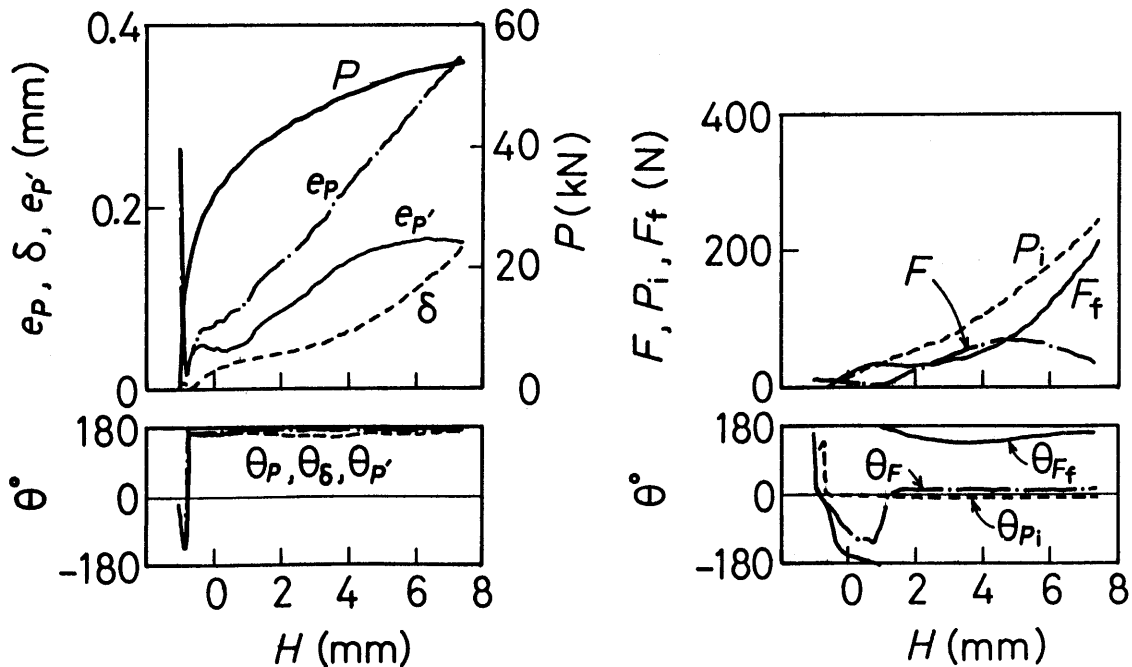 0.4
0.2
0
e_P, δ, e_P' (mm)
60
40
20
0
P (kN)
P
e_P
e_P'
δ
180
0
-180
θ°
θ_P, θ_δ, θ_P'
0 2 4 6 8
H (mm)
400
200
0
F, P_i, F_f (N)
F
P_i
F_f
180
0
-180
θ°
θ_F
θ_Ff
θ_Pi
0 2 4 6 8
H (mm)